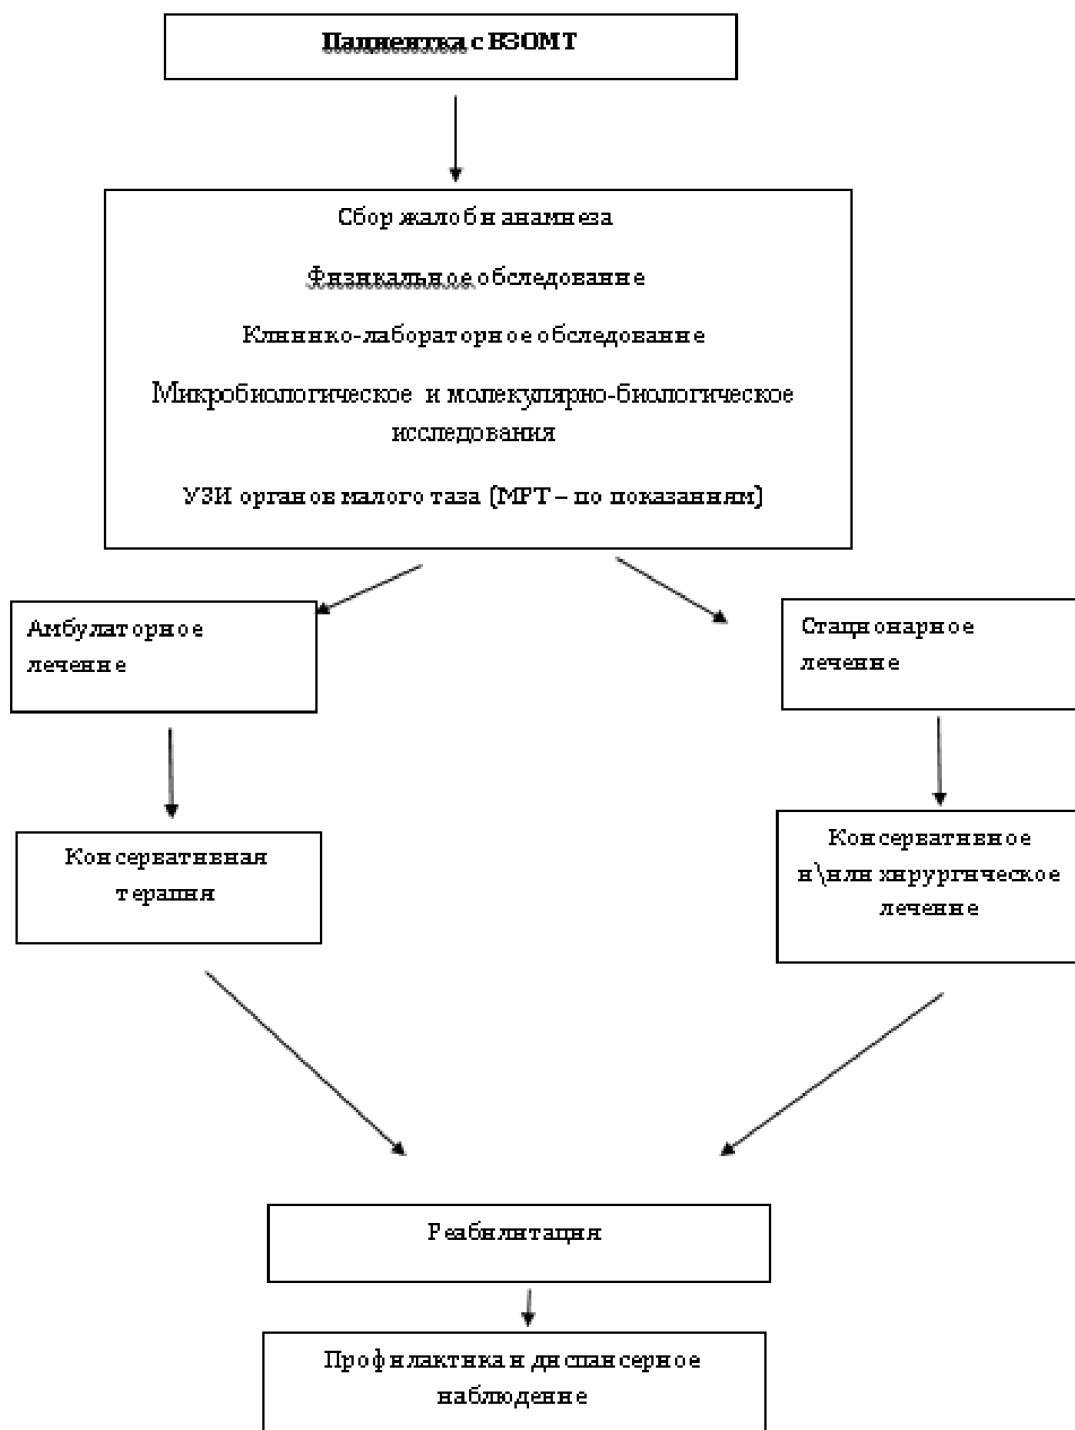 Пациентка с ВЗОМТ
Сбор жалоб и анамнеза
Физикальное обследование
Клинико-лабораторное обследование
Микробиологическое и молекулярно-биологическое
исследования
УЗИ органов малого таза (МРТ – по показаниям)
Амбулаторное
лечение
Стационарное
лечение
Консервативная
терапия
Консервативное
и\или хирургическое
лечение
Реабилитация
Профилактика и диспансерное
наблюдение